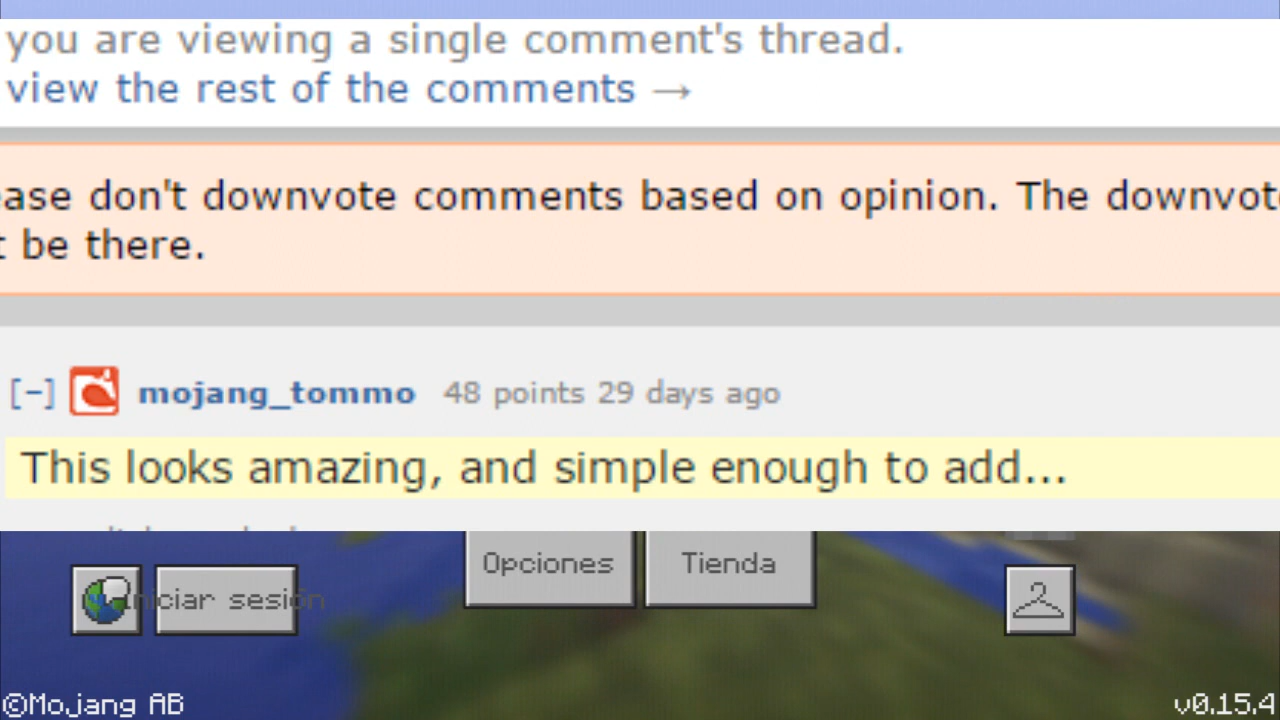 you are viewing a single comment's thread.
view the rest of the comments →
ase don't downvote comments based on opinion. The downvot
t be there.
[–] mojang_tommo 48 points 29 days ago
This looks amazing, and simple enough to add...
Opciones
Tienda
Iniciar sesión
©Mojang AB
v0.15.4